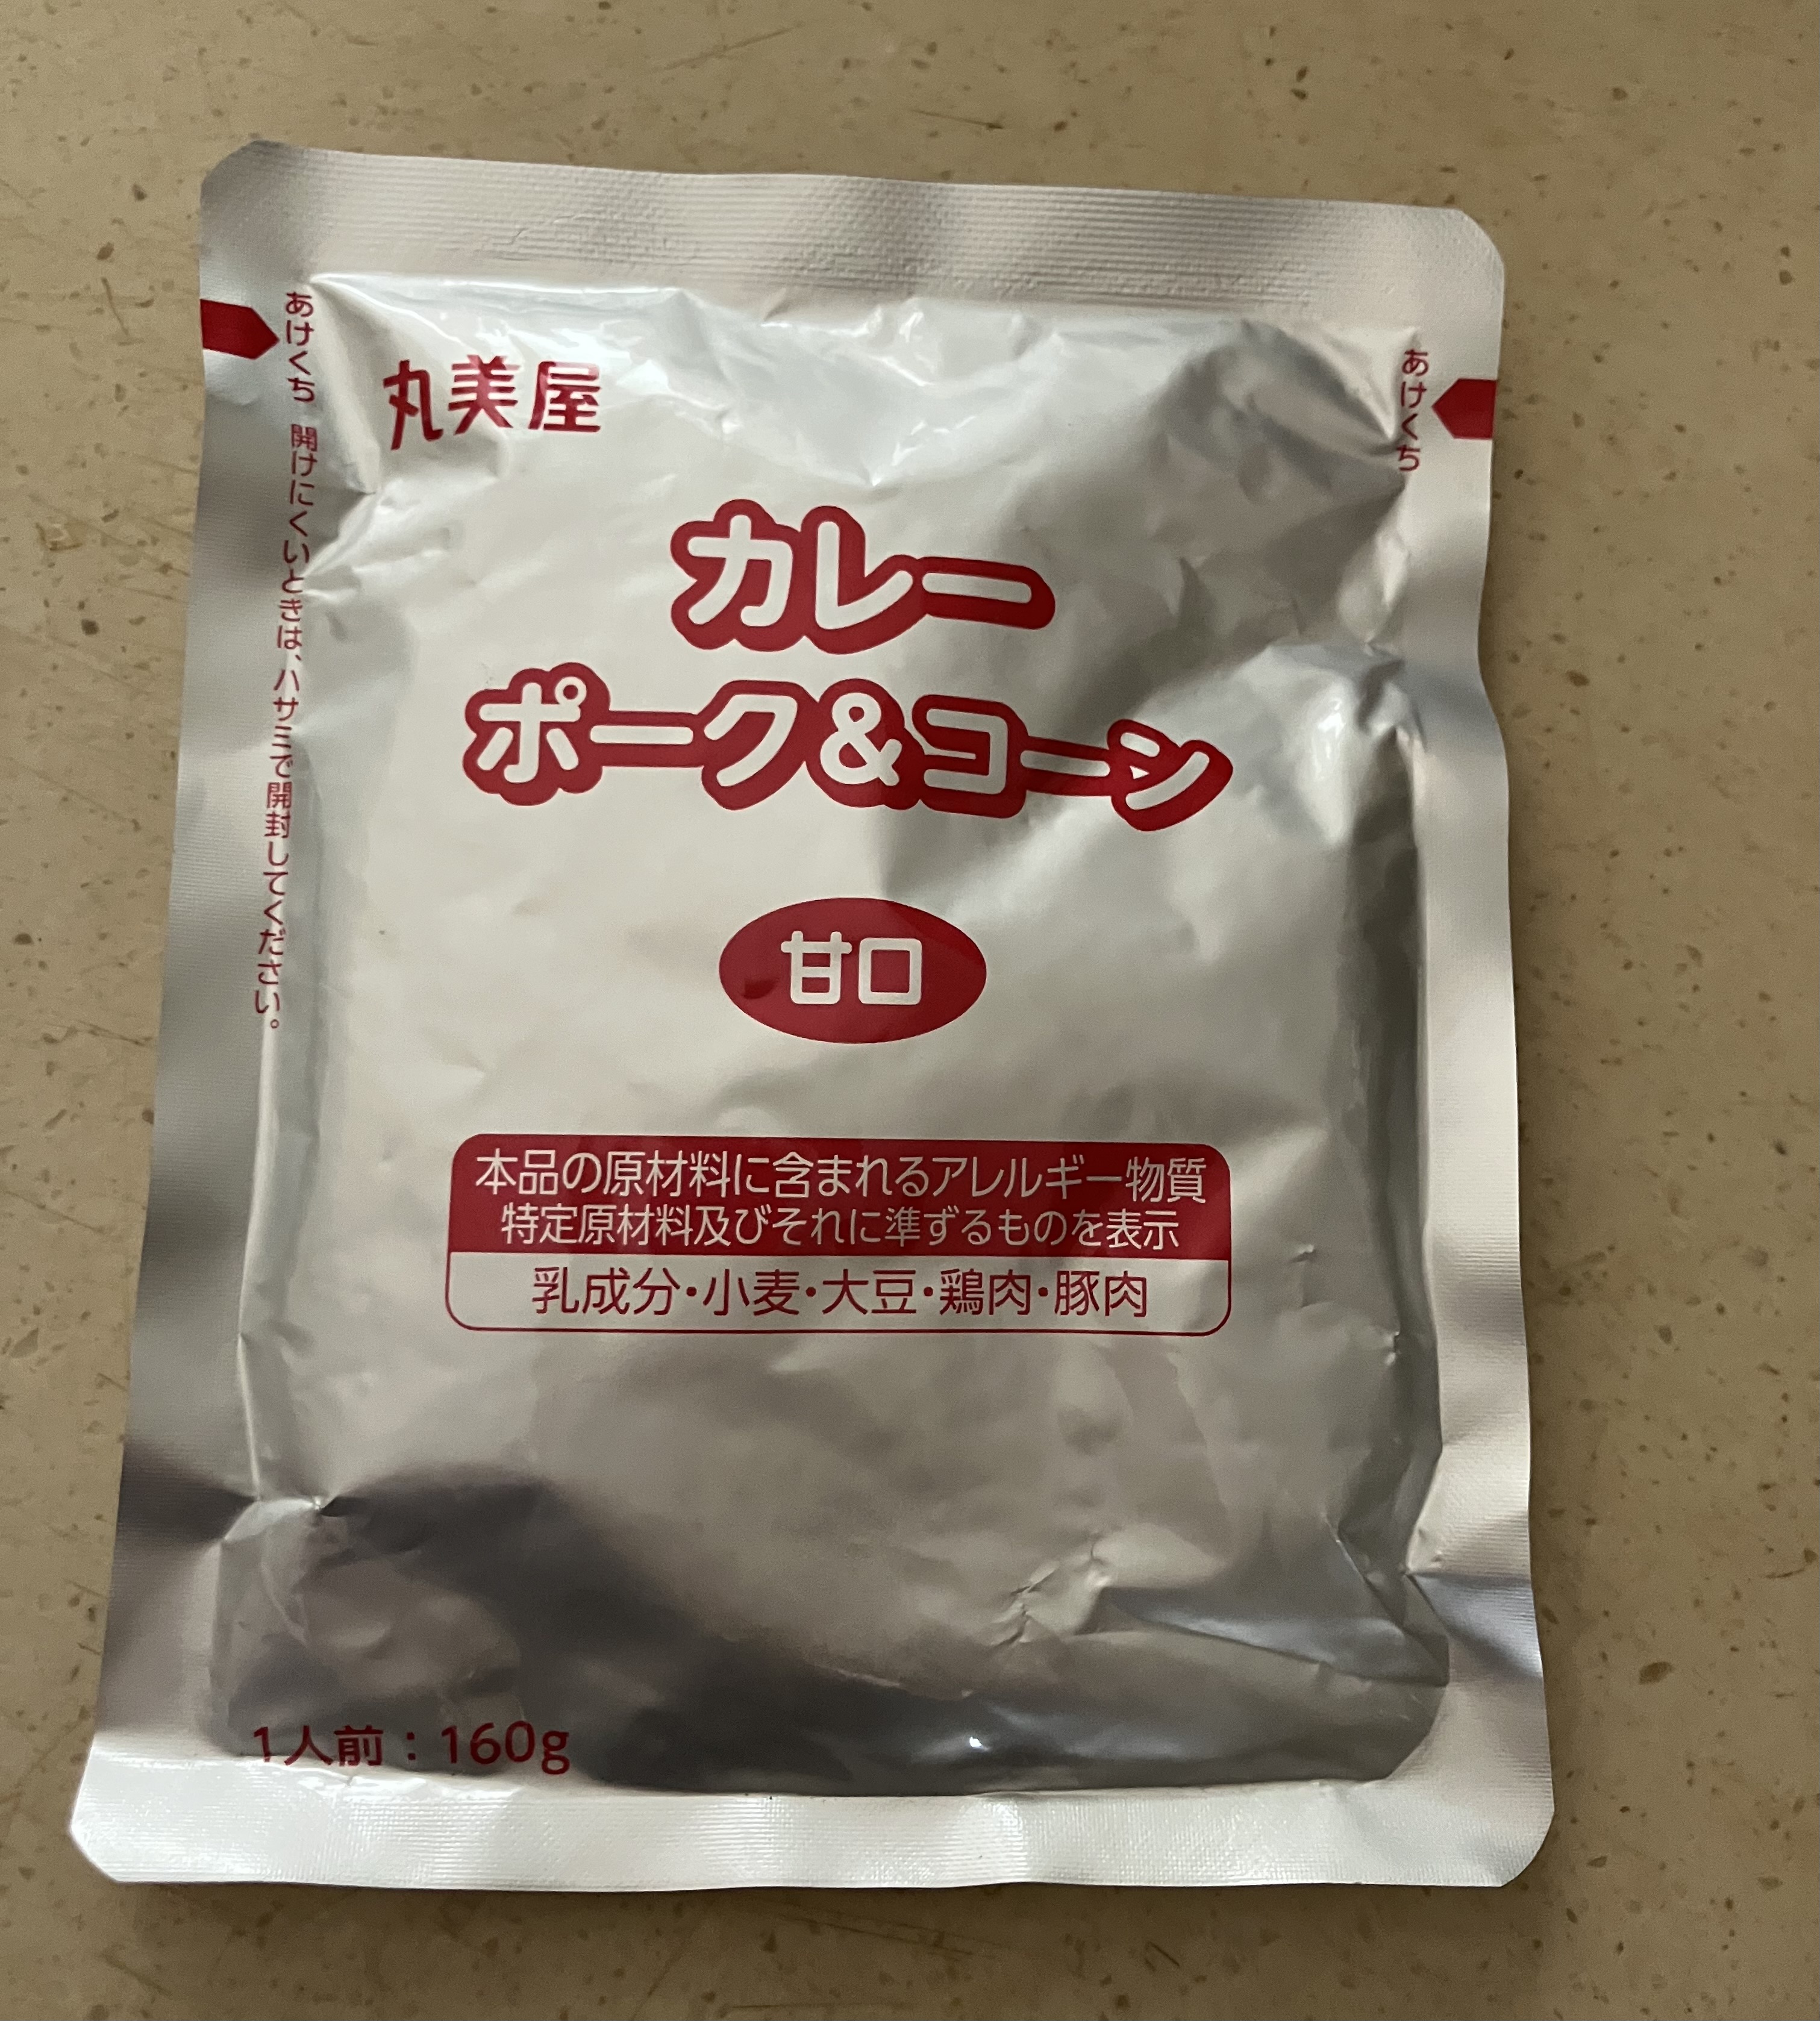 あけくち 開けにくいときは、ハサミで開封してください。
あけくち
丸美屋
カレー
ポーク&コーン
甘口
本品の原材料に含まれるアレルギー物質
特定原材料及びそれに準ずるものを表示
乳成分・小麦・大豆・鶏肉・豚肉
1人前：160g